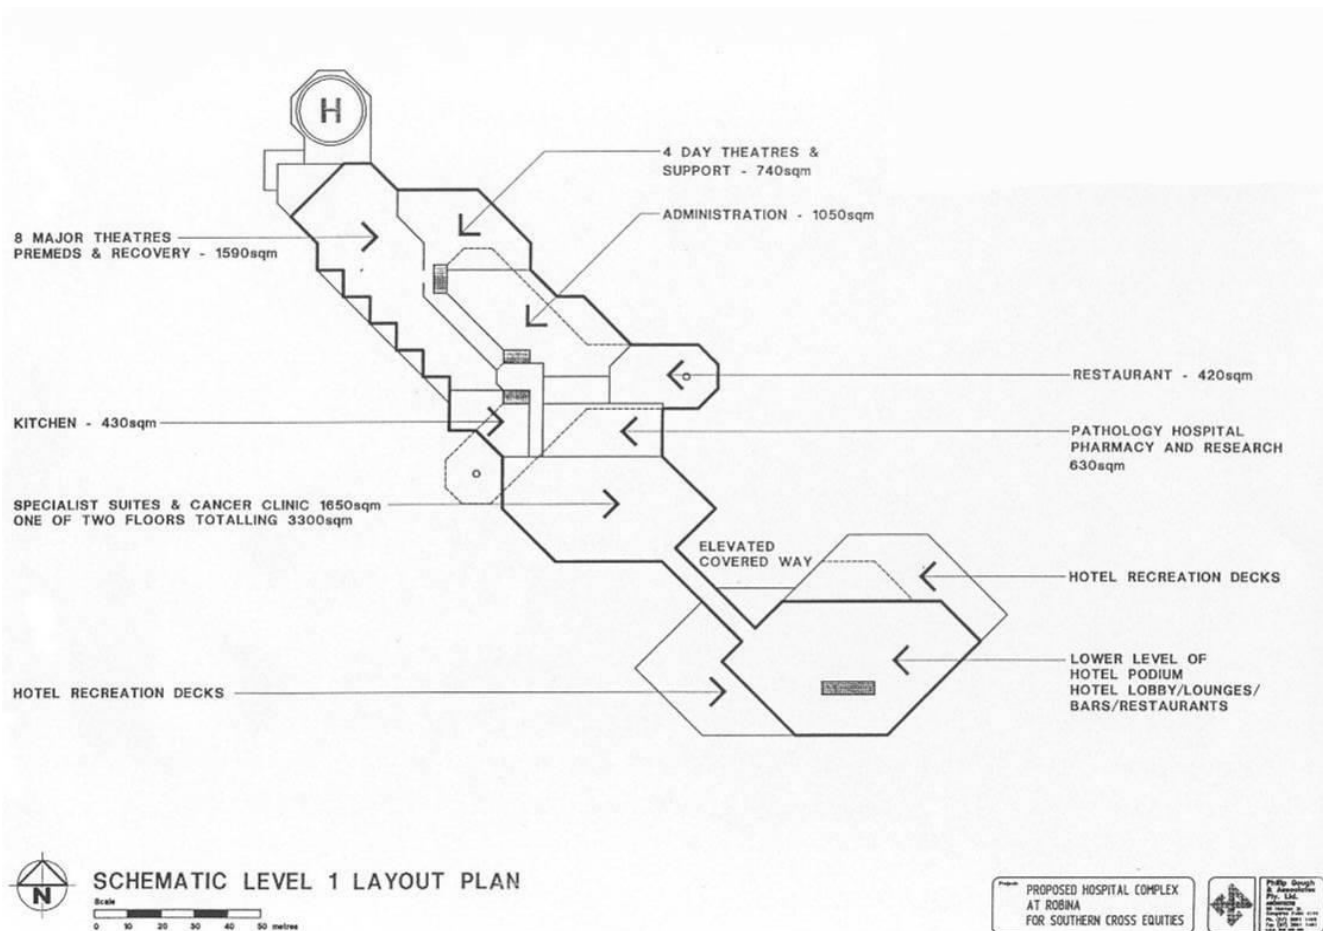 H
4 DAY THEATRES &
SUPPORT - 740sqm
ADMINISTRATION - 1050sqm
8 MAJOR THEATRES
PREMEDS & RECOVERY - 1590sqm
RESTAURANT - 420sqm
KITCHEN - 430sqm
PATHOLOGY HOSPITAL
PHARMACY AND RESEARCH
630sqm
SPECIALIST SUITES & CANCER CLINIC 1650sqm
ONE OF TWO FLOORS TOTALLING 3300sqm
ELEVATED
COVERED WAY
HOTEL RECREATION DECKS
LOWER LEVEL OF
HOTEL PODIUM
HOTEL LOBBY/LOUNGES/
BARS/RESTAURANTS
HOTEL RECREATION DECKS
N
SCHEMATIC LEVEL 1 LAYOUT PLAN
Scale
0 10 20 30 40 50 metres
PROPOSED HOSPITAL COMPLEX
AT ROBINA
FOR SOUTHERN CROSS EQUITIES
Phillip Gough
& Associates
Pty. Ltd.